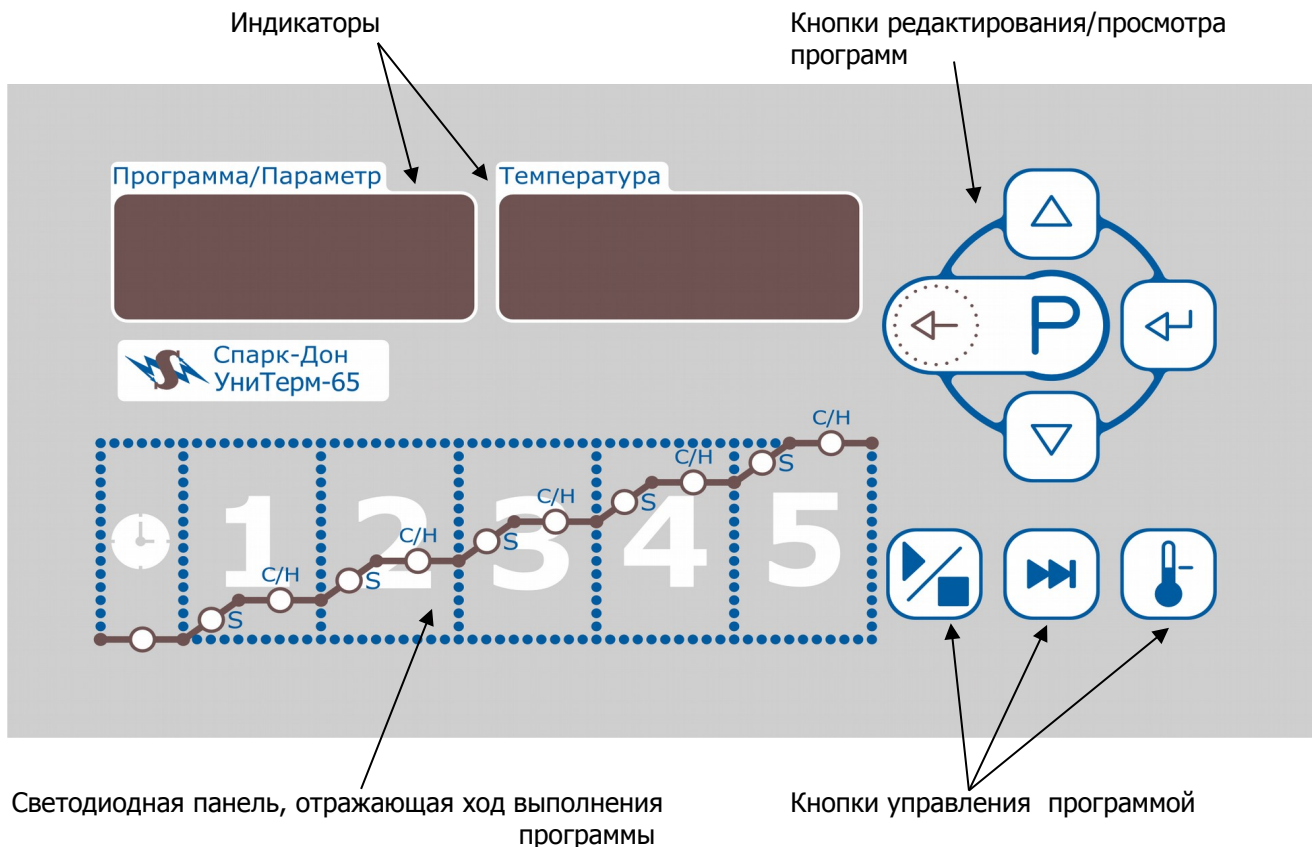 Индикаторы
Кнопки редактирования/просмотра
программ
Программа/Параметр
Температура
P
Спарк-Дон
УниТерм-65
1
2
3
4
5
S
C/H
S
C/H
S
C/H
S
C/H
S
C/H
Светодиодная панель, отражающая ход выполнения
программы
Кнопки управления программой